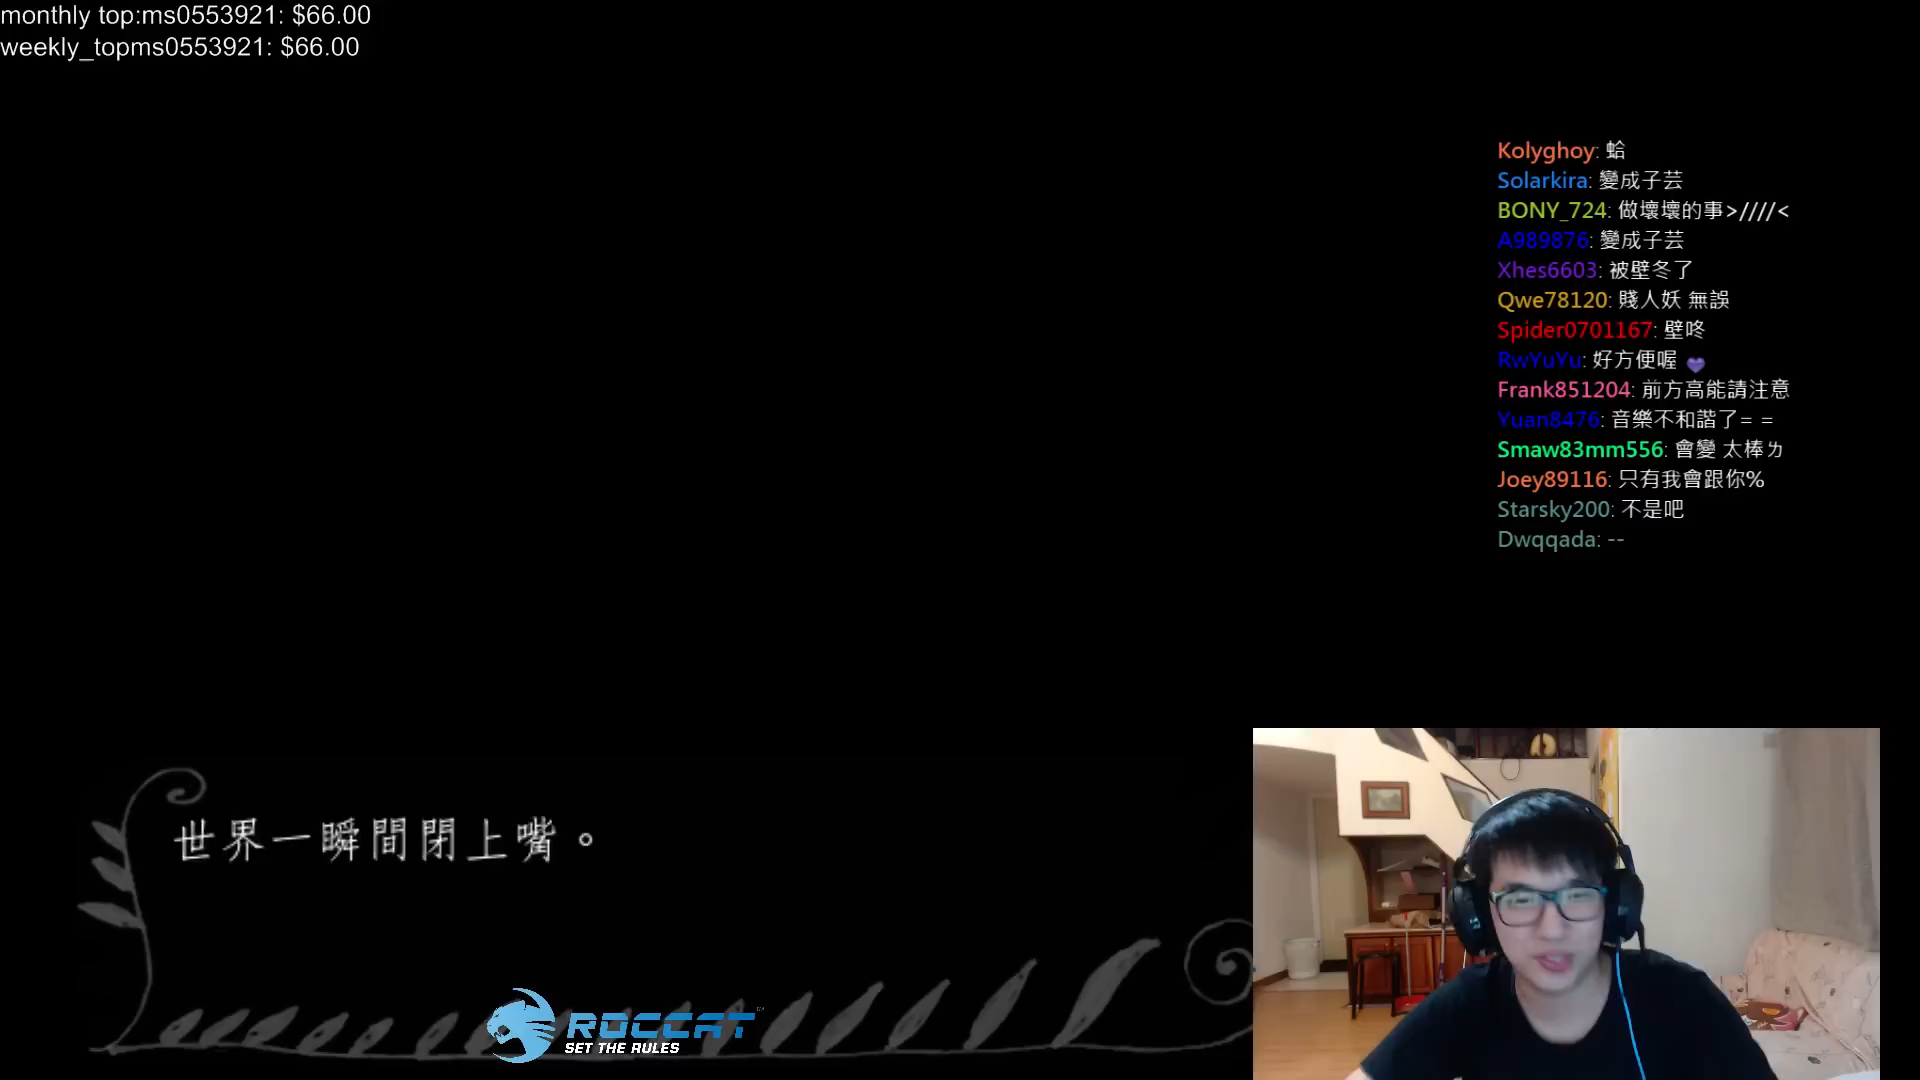 monthly top:ms0553921: $66.00
weekly_topms0553921: $66.00
Kolyghoy: 蛤
Solarkira: 變成子芸
BONY_724: 做壞壞的事>////<
A989876: 變成子芸
Xhes6603: 被壁冬了
Qwe78120: 賤人妖 無誤
Spider0701167: 壁咚
RwYuYu: 好方便喔
Frank851204: 前方高能請注意
Yuan8476: 音樂不和諧了= =
Smaw83mm556: 會變 太棒ㄌ
Joey89116: 只有我會跟你%
Starsky200: 不是吧
Dwqqada: --
世界一瞬間閉上嘴。
ROCCAT™
SET THE RULES